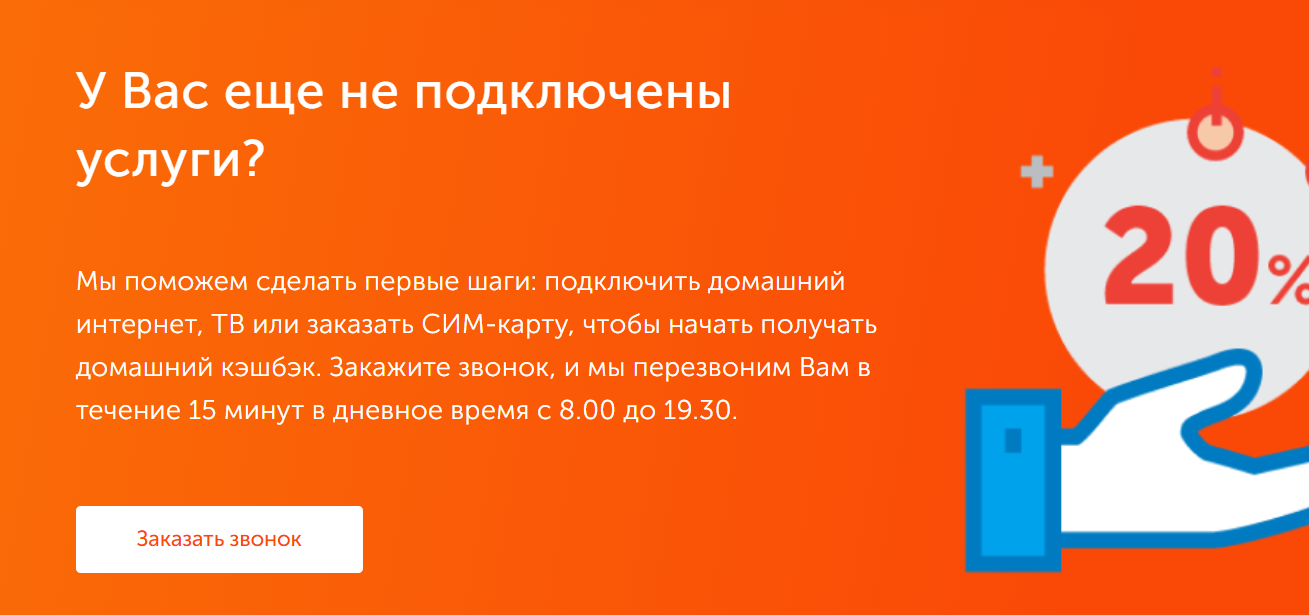 У Вас еще не подключены
услуги?
Мы поможем сделать первые шаги: подключить домашний
интернет, ТВ или заказать СИМ-карту, чтобы начать получать
домашний кэшбэк. Закажите звонок, и мы перезвоним Вам в
течение 15 минут в дневное время с 8.00 до 19.30.
Заказать звонок
20%